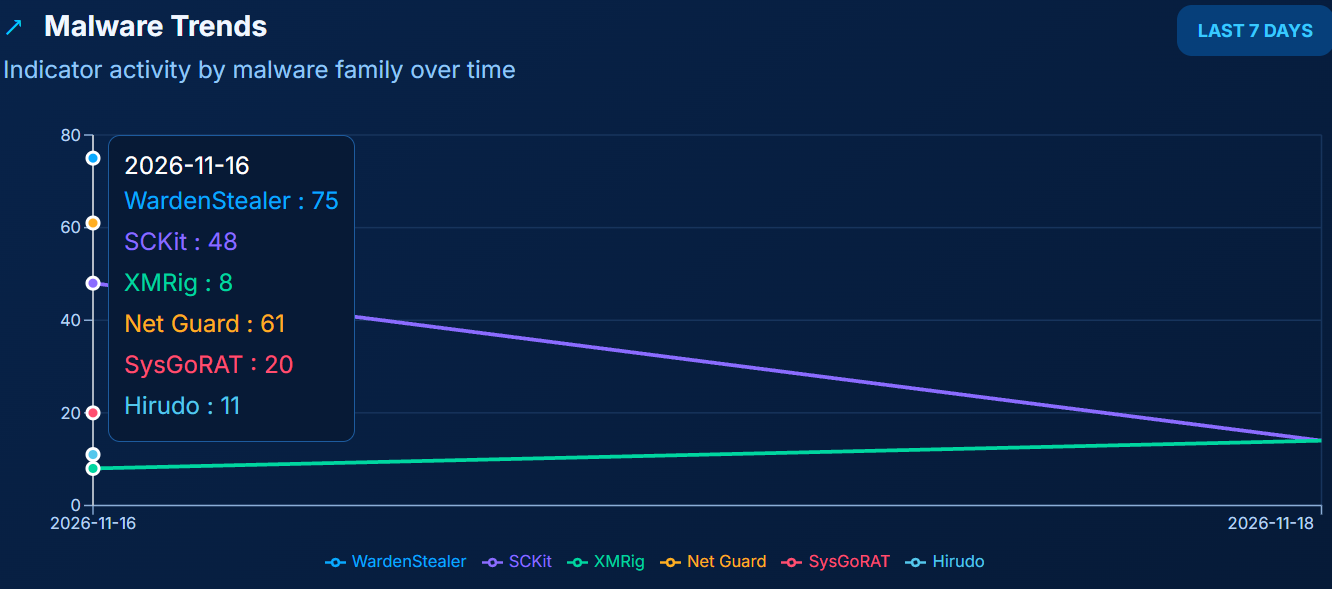 Malware Trends
LAST 7 DAYS
Indicator activity by malware family over time
80
60
40
20
0
2026-11-16
WardenStealer : 75
SCKit : 48
XMRig : 8
Net Guard : 61
SysGoRAT : 20
Hirudo : 11
2026-11-16
2026-11-18
WardenStealer SCKit XMRig Net Guard SysGoRAT Hirudo